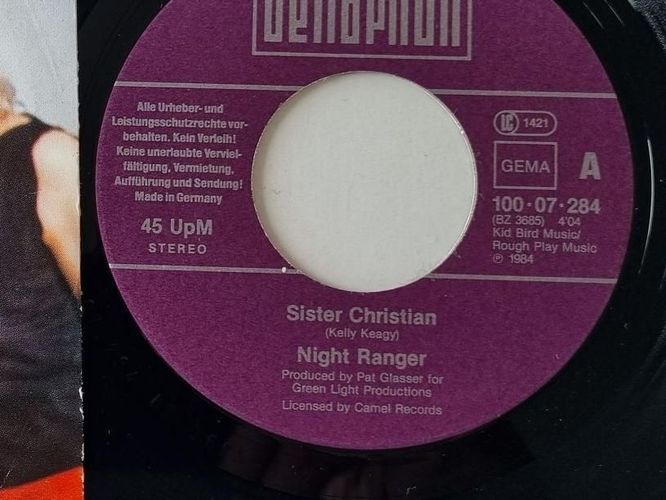 bellaphon
Alle Urheber- und
Leistungsschutzrechte vor-
behalten. Kein Verleih!
Keine unerlaubte Verviel-
fältigung, Vermietung,
Aufführung und Sendung!
Made in Germany
45 UpM
STEREO
LC 1421
GEMA A
100·07·284
(BZ 3685) 4'04
Kid Bird Music/
Rough Play Music
℗ 1984
Sister Christian
(Kelly Keagy)
Night Ranger
Produced by Pat Glasser for
Green Light Productions
Licensed by Camel Records